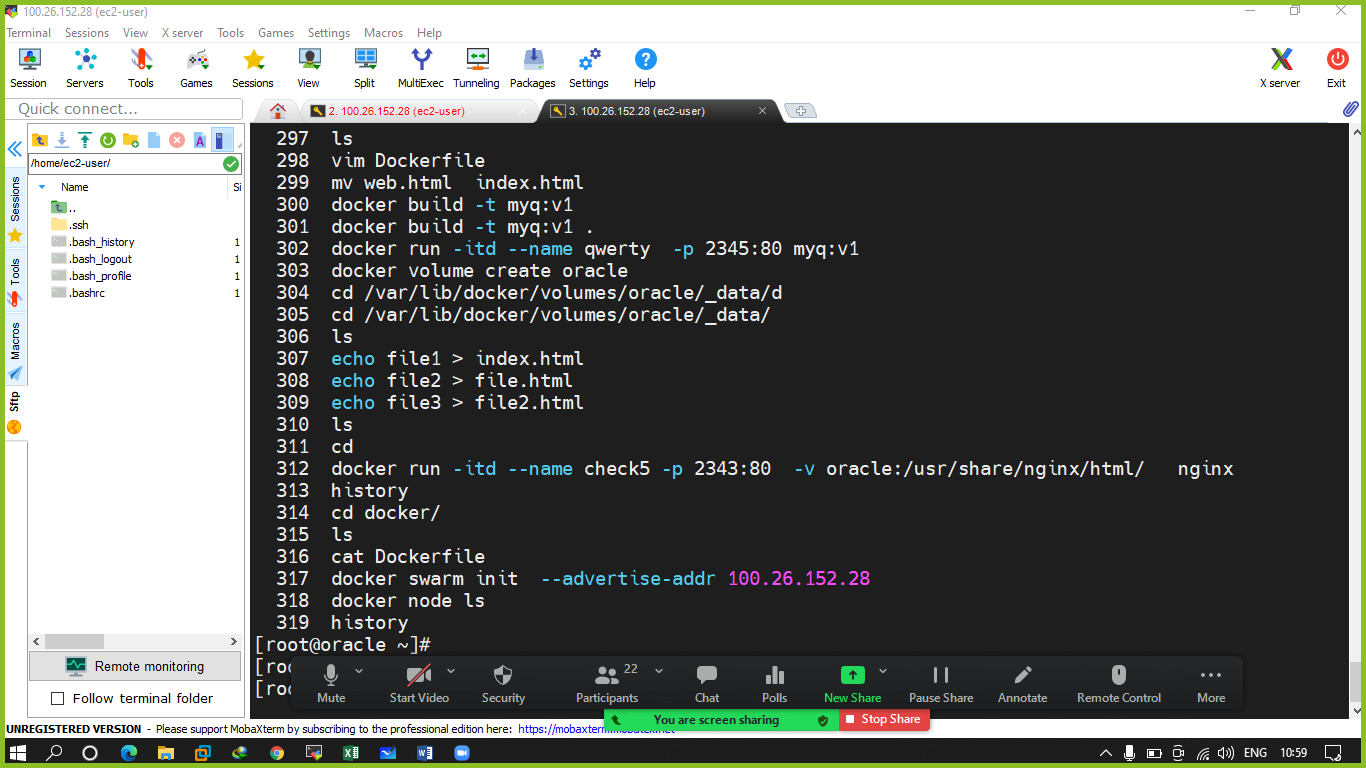 100.26.152.28 (ec2-user)
Terminal Sessions View X server Tools Games Settings Macros Help
Session Servers Tools Games Sessions View Split MultiExec Tunneling Packages Settings Help X server Exit
Quick connect...
2. 100.26.152.28 (ec2-user)
3. 100.26.152.28 (ec2-user)
/home/ec2-user/
Name Si
..
.ssh
.bash_history 1
.bash_logout 1
.bash_profile 1
.bashrc 1
Sessions
Tools
Macros
Sftp
Remote monitoring
Follow terminal folder
297 ls
298 vim Dockerfile
299 mv web.html index.html
300 docker build -t myq:v1
301 docker build -t myq:v1 .
302 docker run -itd --name qwerty -p 2345:80 myq:v1
303 docker volume create oracle
304 cd /var/lib/docker/volumes/oracle/_data/d
305 cd /var/lib/docker/volumes/oracle/_data/
306 ls
307 echo file1 > index.html
308 echo file2 > file.html
309 echo file3 > file2.html
310 ls
311 cd
312 docker run -itd --name check5 -p 2343:80 -v oracle:/usr/share/nginx/html/ nginx
313 history
314 cd docker/
315 ls
316 cat Dockerfile
317 docker swarm init --advertise-addr 100.26.152.28
318 docker node ls
319 history
[root@oracle ~]#
Mute Start Video Security Participants 22 Chat Polls New Share Pause Share Annotate Remote Control More
You are screen sharing Stop Share
UNREGISTERED VERSION - Please support MobaXterm by subscribing to the professional edition here:
ENG 10:59